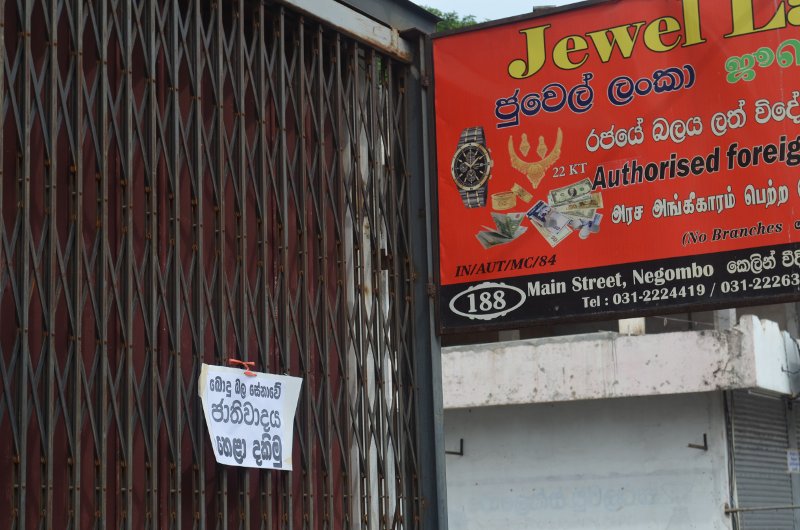 Jewel
ජුවෙල් ලංකා
රජයේ බලය ලත් විදේ
22 KT
Authorised foreig
அரச அங்கீகாரம் பெற்ற
(No Branches
IN/AUT/MC/84
188
Main Street, Negombo
Tel : 031-2224419 / 031-22263
බොදු බල සේනාවේ
ජාතිවාදය
හෙළා දකිමු